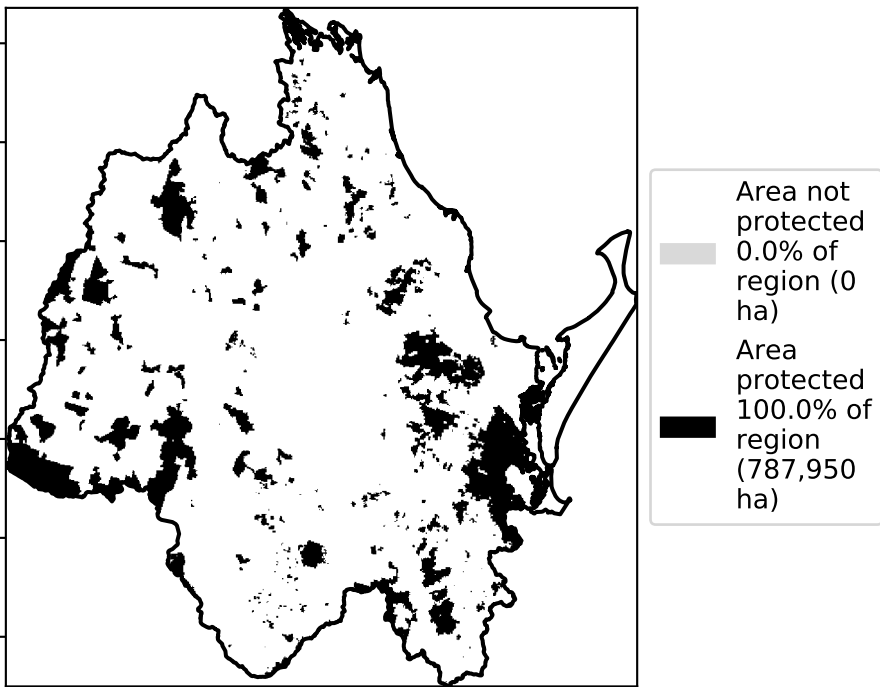 Area not
protected
0.0% of
region (0
ha)
Area
protected
100.0% of
region
(787,950
ha)